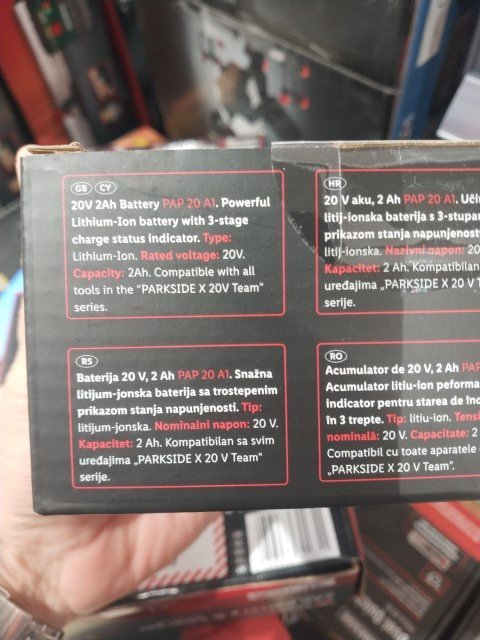 GB CY
20V 2Ah Battery PAP 20 A1. Powerful
Lithium-Ion battery with 3-stage
charge status indicator. Type:
Lithium-Ion. Rated voltage: 20V.
Capacity: 2Ah. Compatible with all
tools in the “PARKSIDE X 20V Team”
series.
HR
20 V aku, 2 Ah PAP 20 A1.
litij-ionska baterija s
prikazom stanja
litij-ionska. Nazivni napon: 20
Kapacitet: 2 Ah. Kompatibilan
uređajima „PARKSIDE X 20 V
serije.
RS
Baterija 20 V, 2 Ah PAP 20 A1. Snažna
litijum-jonska baterija sa trostepenim
prikazom stanja napunjenosti. Tip:
litijum-jonska. Nominalni napon: 20 V.
Kapacitet: 2 Ah. Kompatibilan sa svim
uređajima „PARKSIDE X 20 V Team“
serije.
RO
Acumulator de 20 V, 2 Ah PAP
Acumulator litiu-ion
indicator pentru starea de
în 3 trepte. Tip: litiu-ion.
nominală: 20 V. Capacitate: 2
Compatibil cu toate aparatele
„PARKSIDE X 20 V Team”.